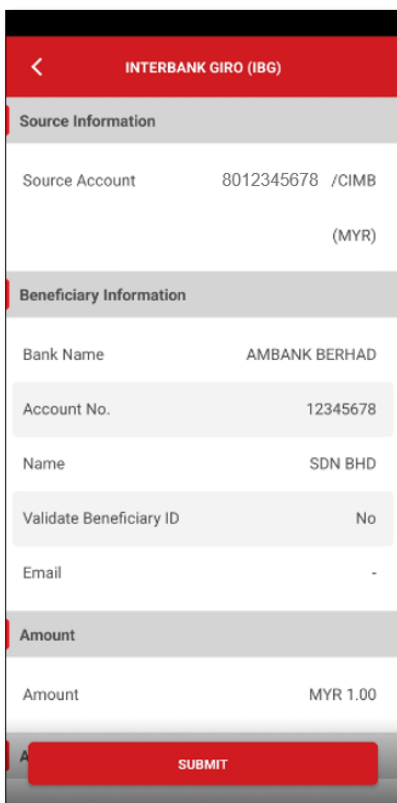 INTERBANK GIRO (IBG)
Source Information
Source Account 8012345678 /CIMB
(MYR)
Beneficiary Information
Bank Name AMBANK BERHAD
Account No. 12345678
Name SDN BHD
Validate Beneficiary ID No
Email -
Amount
Amount MYR 1.00
SUBMIT